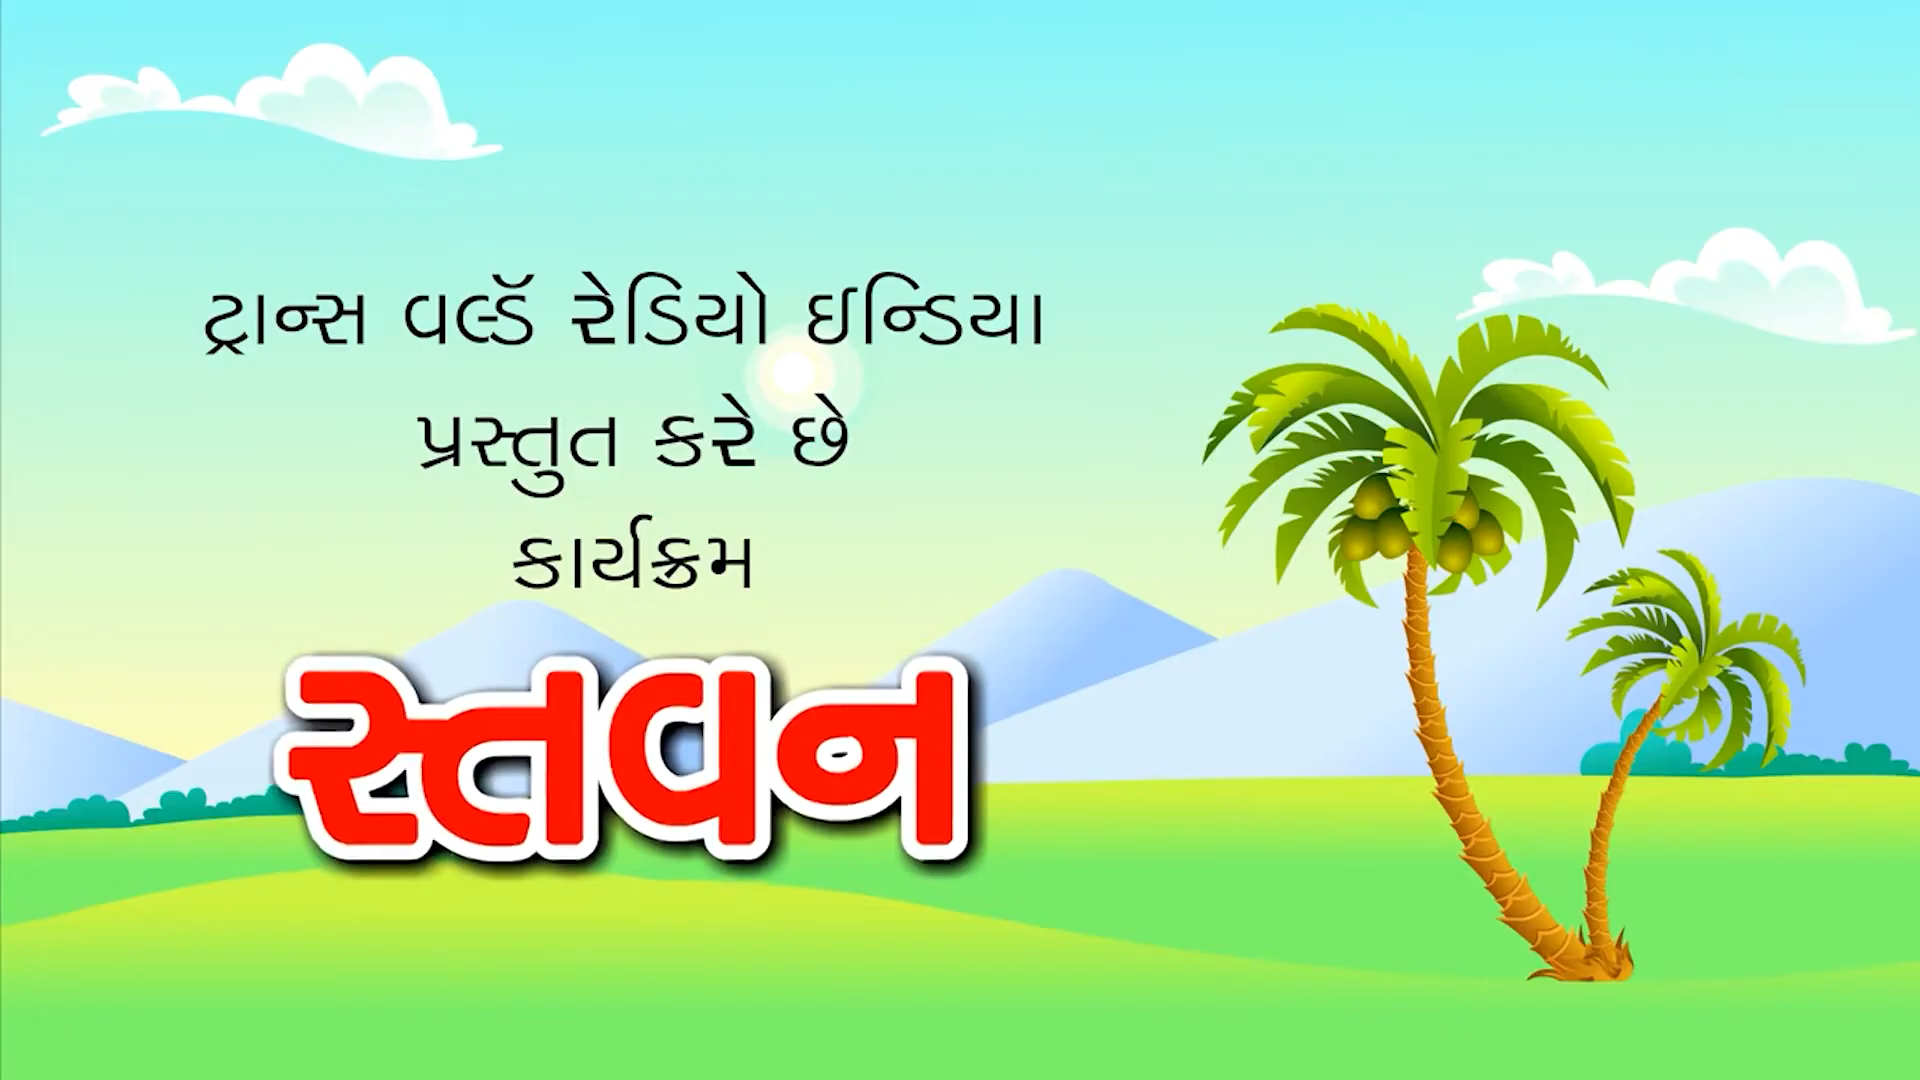 ટ્રાન્સ વર્લ્ડ રેડિયો ઇન્ડિયા
પ્રસ્તુત કરે છે
કાર્યક્રમ
સ્તવન